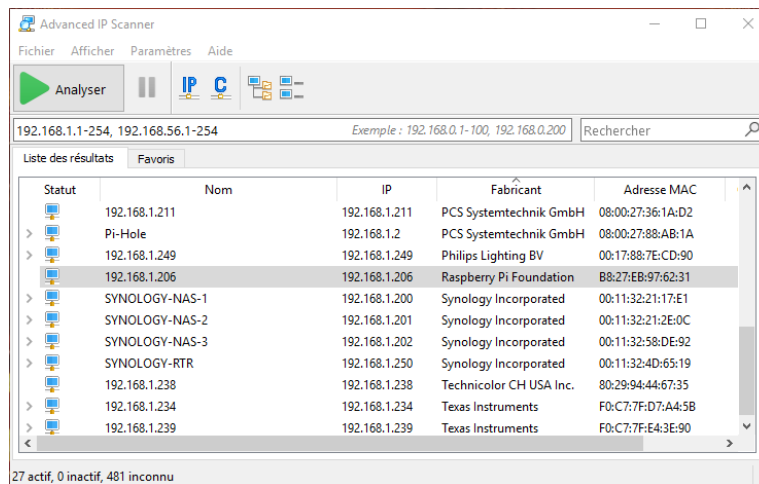 Advanced IP Scanner
Fichier Afficher Paramètres Aide
Analyser IP C
192.168.1.1-254, 192.168.56.1-254 Exemple : 192.168.0.1-100, 192.168.0.200 Rechercher
Liste des résultats Favoris
Statut Nom IP Fabricant Adresse MAC
192.168.1.211 192.168.1.211 PCS Systemtechnik GmbH 08:00:27:36:1A:D2
Pi-Hole 192.168.1.2 PCS Systemtechnik GmbH 08:00:27:88:AB:1A
192.168.1.249 192.168.1.249 Philips Lighting BV 00:17:88:7E:CD:90
192.168.1.206 192.168.1.206 Raspberry Pi Foundation B8:27:EB:97:62:31
SYNOLOGY-NAS-1 192.168.1.200 Synology Incorporated 00:11:32:21:17:E1
SYNOLOGY-NAS-2 192.168.1.201 Synology Incorporated 00:11:32:21:2E:0C
SYNOLOGY-NAS-3 192.168.1.202 Synology Incorporated 00:11:32:58:DE:92
SYNOLOGY-RTR 192.168.1.250 Synology Incorporated 00:11:32:4D:65:19
192.168.1.238 192.168.1.238 Technicolor CH USA Inc. 80:29:94:44:67:35
192.168.1.234 192.168.1.234 Texas Instruments F0:C7:7F:D7:A4:5B
192.168.1.239 192.168.1.239 Texas Instruments F0:C7:7F:E4:3E:90
27 actif, 0 inactif, 481 inconnu